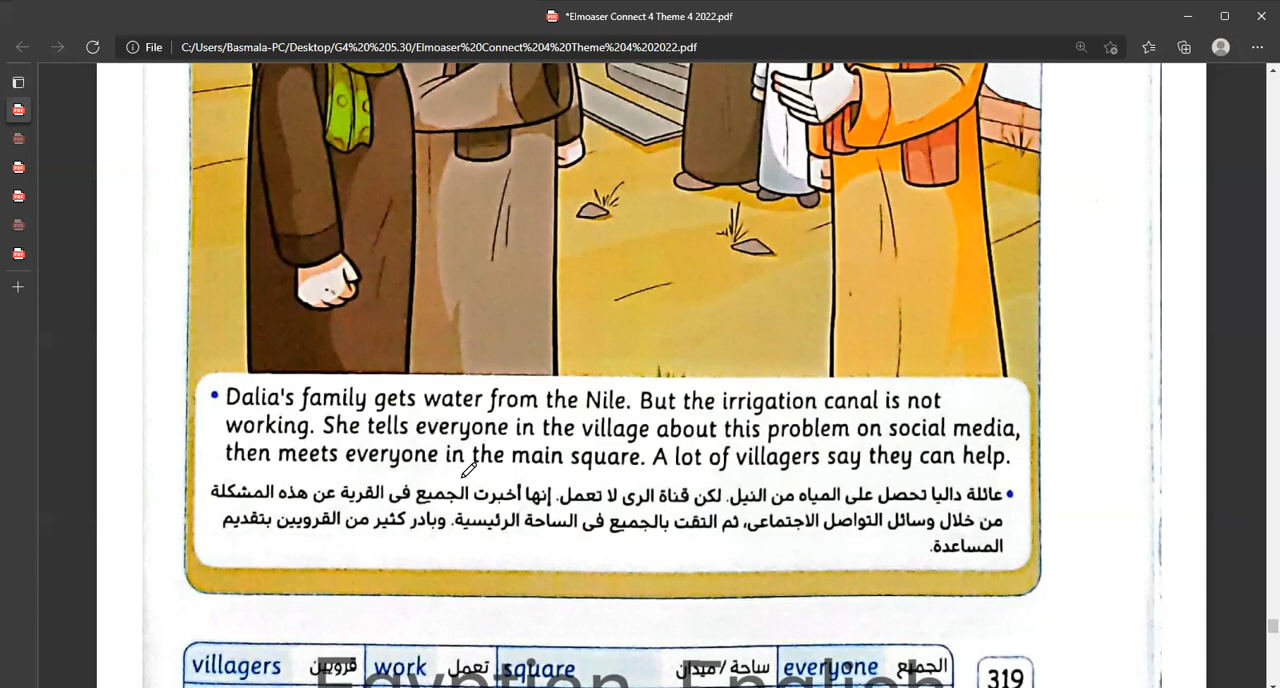 *Elmoaser Connect 4 Theme 4 2022.pdf
File
C:/Users/Basmala-PC/Desktop/G4%20%205.30/Elmoaser%20Connect%204%20Theme%204%202022.pdf
• Dalia's family gets water from the Nile. But the irrigation canal is not
working. She tells everyone in the village about this problem on social media,
then meets everyone in the main square. A lot of villagers say they can help.
• عائلة داليا تحصل على المياه من النيل. لكن قناة الرى لا تعمل. إنها أخبرت الجميع فى القرية عن هذه المشكلة
من خلال وسائل التواصل الاجتماعى، ثم التقت بالجميع فى الساحة الرئيسية. وبادر كثير من القرويين بتقديم
المساعدة.
villagers قرويين work تعمل square ساحة / ميدان everyone الجميع
319
Egyptian English